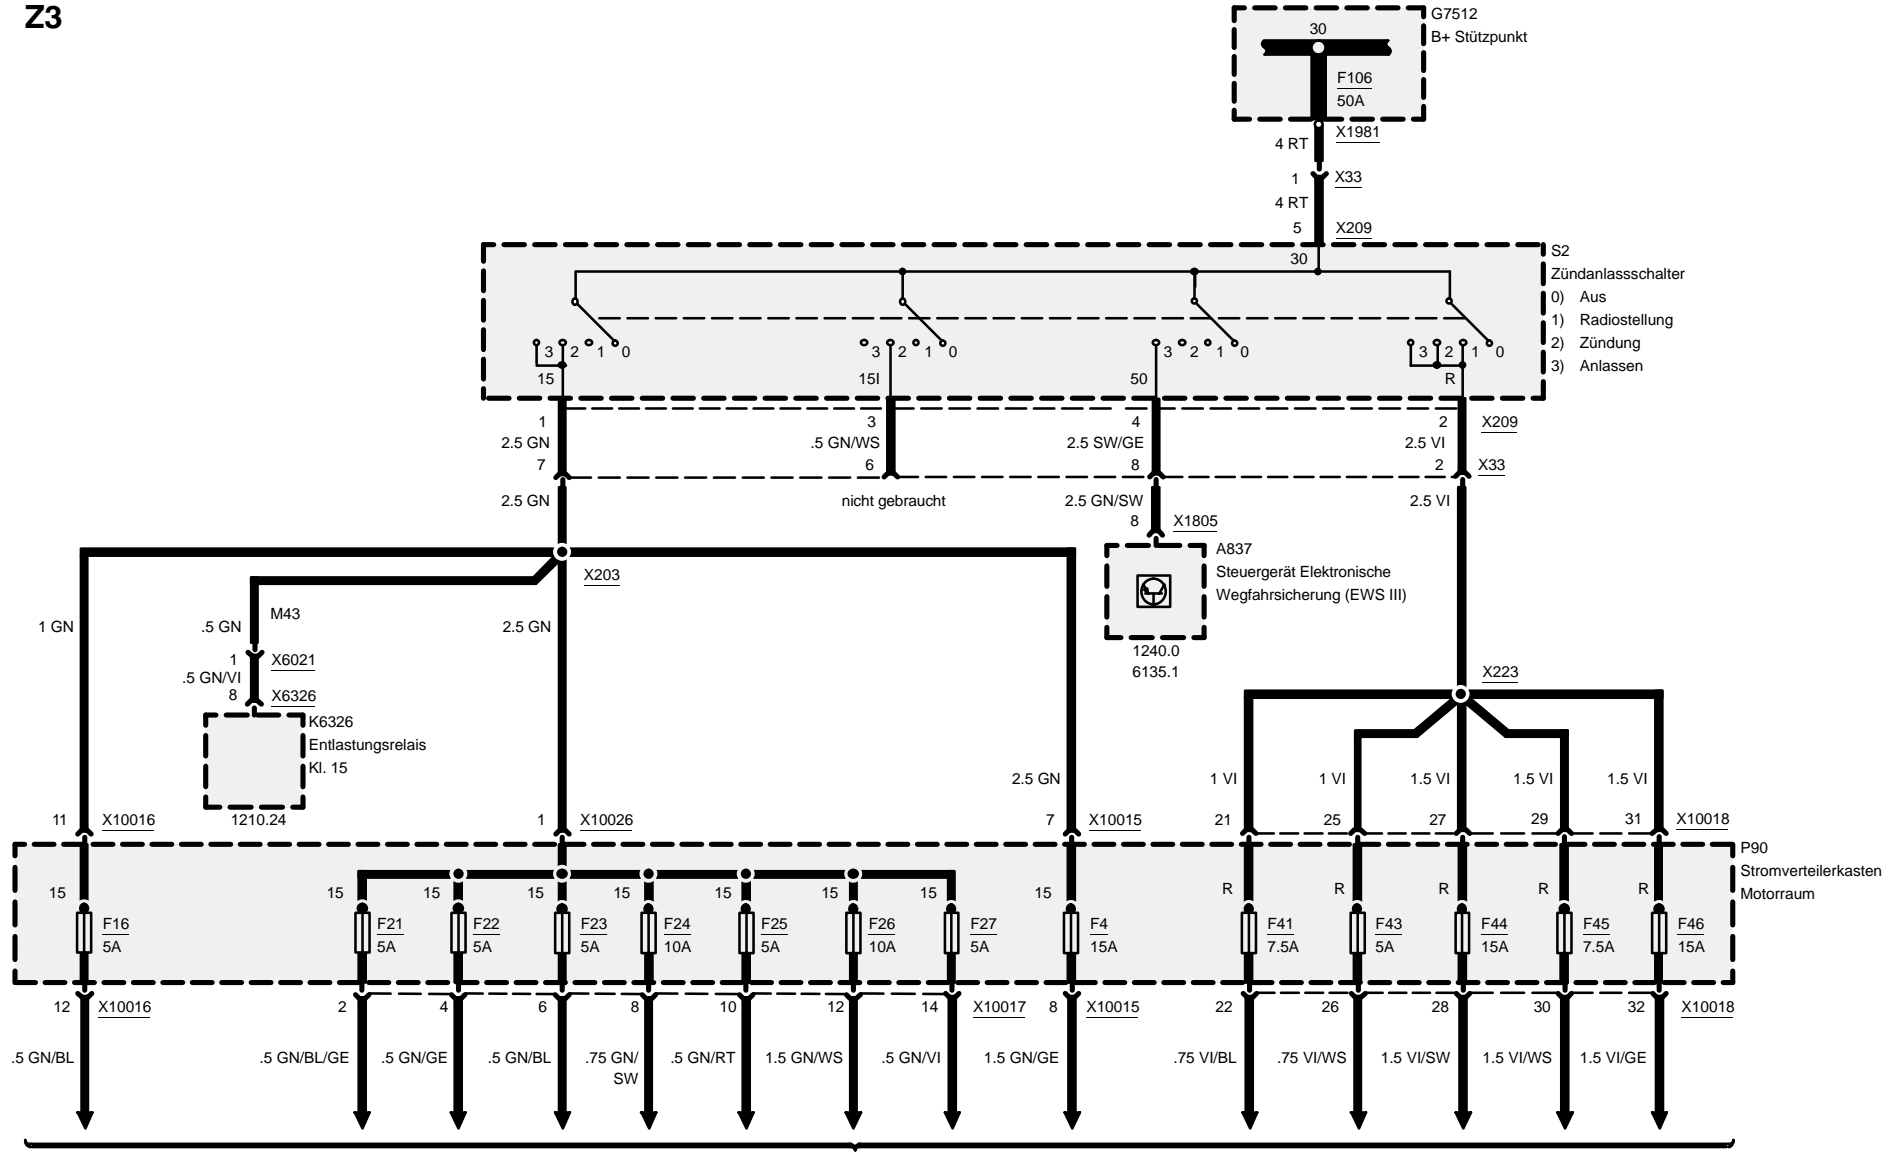 Z3
G7512
B+ Stützpunkt
30
F106
50A
X1981
4 RT
1 X33
4 RT
5 X209
30
S2
Zündanlassschalter
0) Aus
1) Radiostellung
2) Zündung
3) Anlassen
3 2 1 0 3 2 1 0 3 2 1 0 3 2 1 0
15 15I 50 R
1 3 4 2 X209
2.5 GN .5 GN/WS 2.5 SW/GE 2.5 VI
7 6 8 2 X33
2.5 GN nicht gebraucht 2.5 GN/SW 2.5 VI
8 X1805
A837
Steuergerät Elektronische
Wegfahrsicherung (EWS III)
1240.0
6135.1
X203
M43
1 GN .5 GN 2.5 GN
1 X6021
.5 GN/VI
8 X6326
K6326
Entlastungsrelais
Kl. 15
1210.24
X223
2.5 GN 1 VI 1 VI 1.5 VI 1.5 VI 1.5 VI
11 X10016 1 X10026 7 X10015 21 25 27 29 31 X10018
P90
Stromverteilerkasten
Motorraum
15 15 15 15 15 15 15 15 15 R R R R R
F16 F21 F22 F23 F24 F25 F26 F27 F4 F41 F43 F44 F45 F46
5A 5A 5A 5A 10A 5A 10A 5A 15A 7.5A 5A 15A 7.5A 15A
12 X10016 2 4 6 8 10 12 14 X10017 8 X10015 22 26 28 30 32 X10018
.5 GN/BL .5 GN/BL/GE .5 GN/GE .5 GN/BL .75 GN/ .5 GN/RT 1.5 GN/WS .5 GN/VI 1.5 GN/GE .75 VI/BL .75 VI/WS 1.5 VI/SW 1.5 VI/WS 1.5 VI/GE
SW